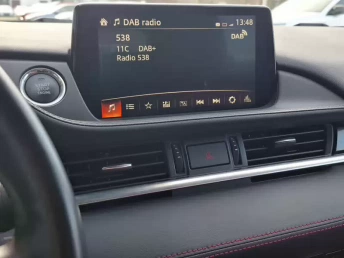 DAB radio 13:48
538 DAB
11C DAB+
Radio 538